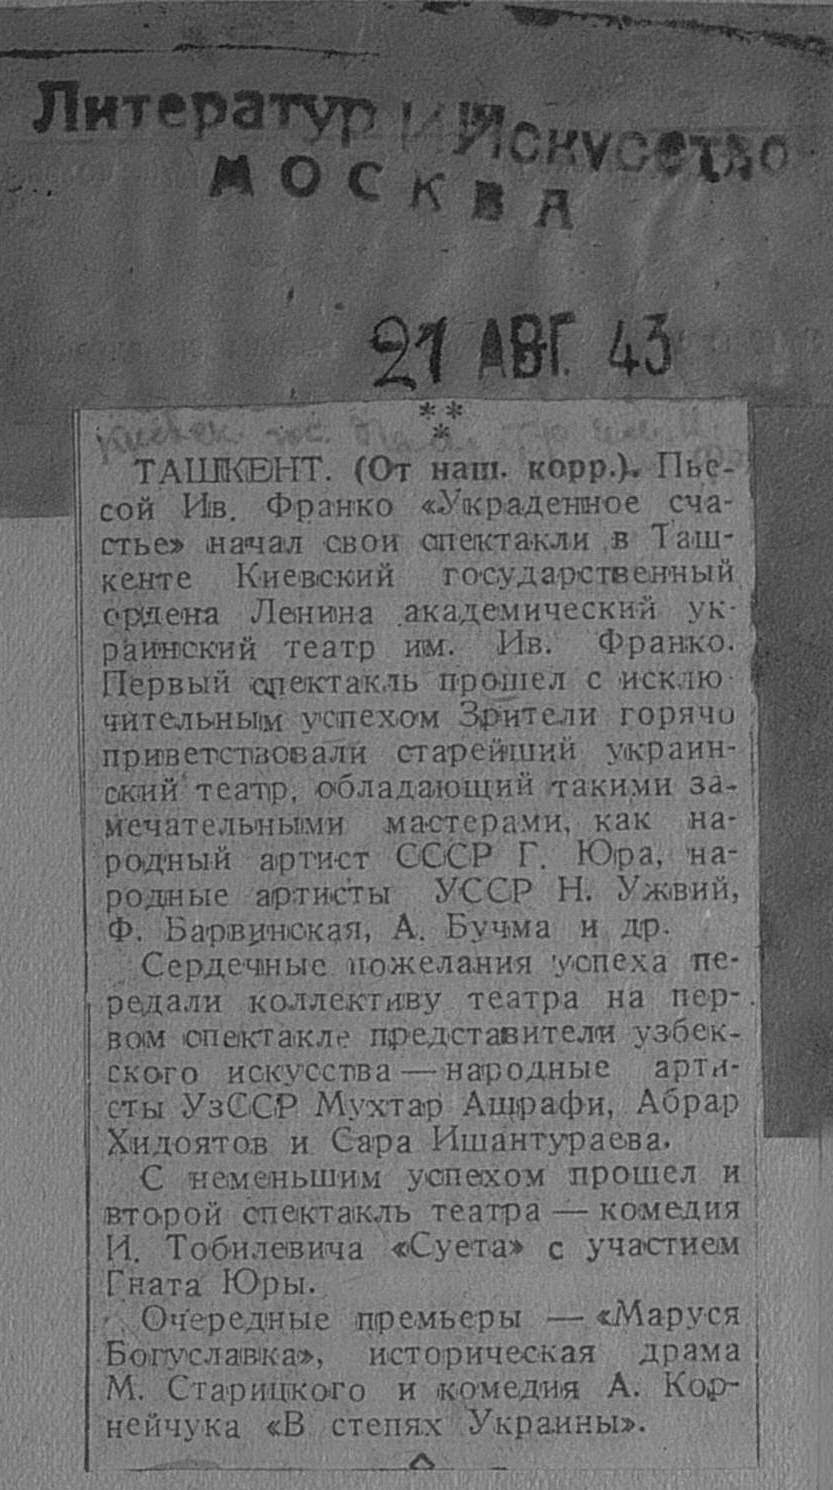 Литератур и Искусство
МОСКВА
21 АВГ. 43
* *
*
ТАШКЕНТ. (От наш. корр.). Пье-
сой Ив. Франко «Украденное сча-
стье» начал свои спектакли в Таш-
кенте Киевский государственный
ордена Ленина академический ук-
раинский театр им. Ив. Франко.
Первый спектакль прошел с исклю-
чительным успехом Зрители горячо
приветствовали старейший украин-
ский театр, обладающий такими за-
мечательными мастерами, как на-
родный артист СССР Г. Юра, на-
родные артисты УССР Н. Ужвий,
Ф. Барвинская, А. Бучма и др.
Сердечные пожелания успеха пе-
редали коллективу театра на пер-
вом спектакле представители узбек-
ского искусства — народные арти-
сты УзССР Мухтар Ашрафи, Абрар
Хидоятов и Сара Ишантураева.
С неменьшим успехом прошел и
второй спектакль театра — комедия
И. Тобилевича «Суета» с участием
Гната Юры.
Очередные премьеры — «Маруся
Богуславка», историческая драма
М. Старицкого и комедия А. Кор-
нейчука «В степях Украины».